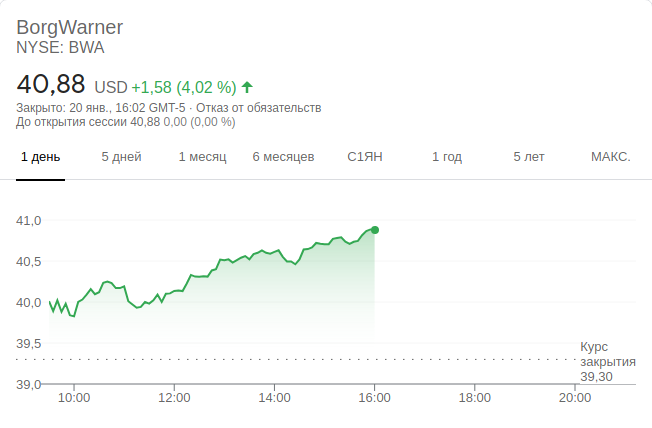 BorgWarner
NYSE: BWA
40,88 USD +1,58 (4,02 %)
Закрыто: 20 янв., 16:02 GMT-5 · Отказ от обязательств
До открытия сессии 40,88 0,00 (0,00 %)
1 день 5 дней 1 месяц 6 месяцев С1ЯН 1 год 5 лет МАКС.
41,0
40,5
40,0
39,5
39,0
Курс
закрытия
39,30
10:00 12:00 14:00 16:00 18:00 20:00